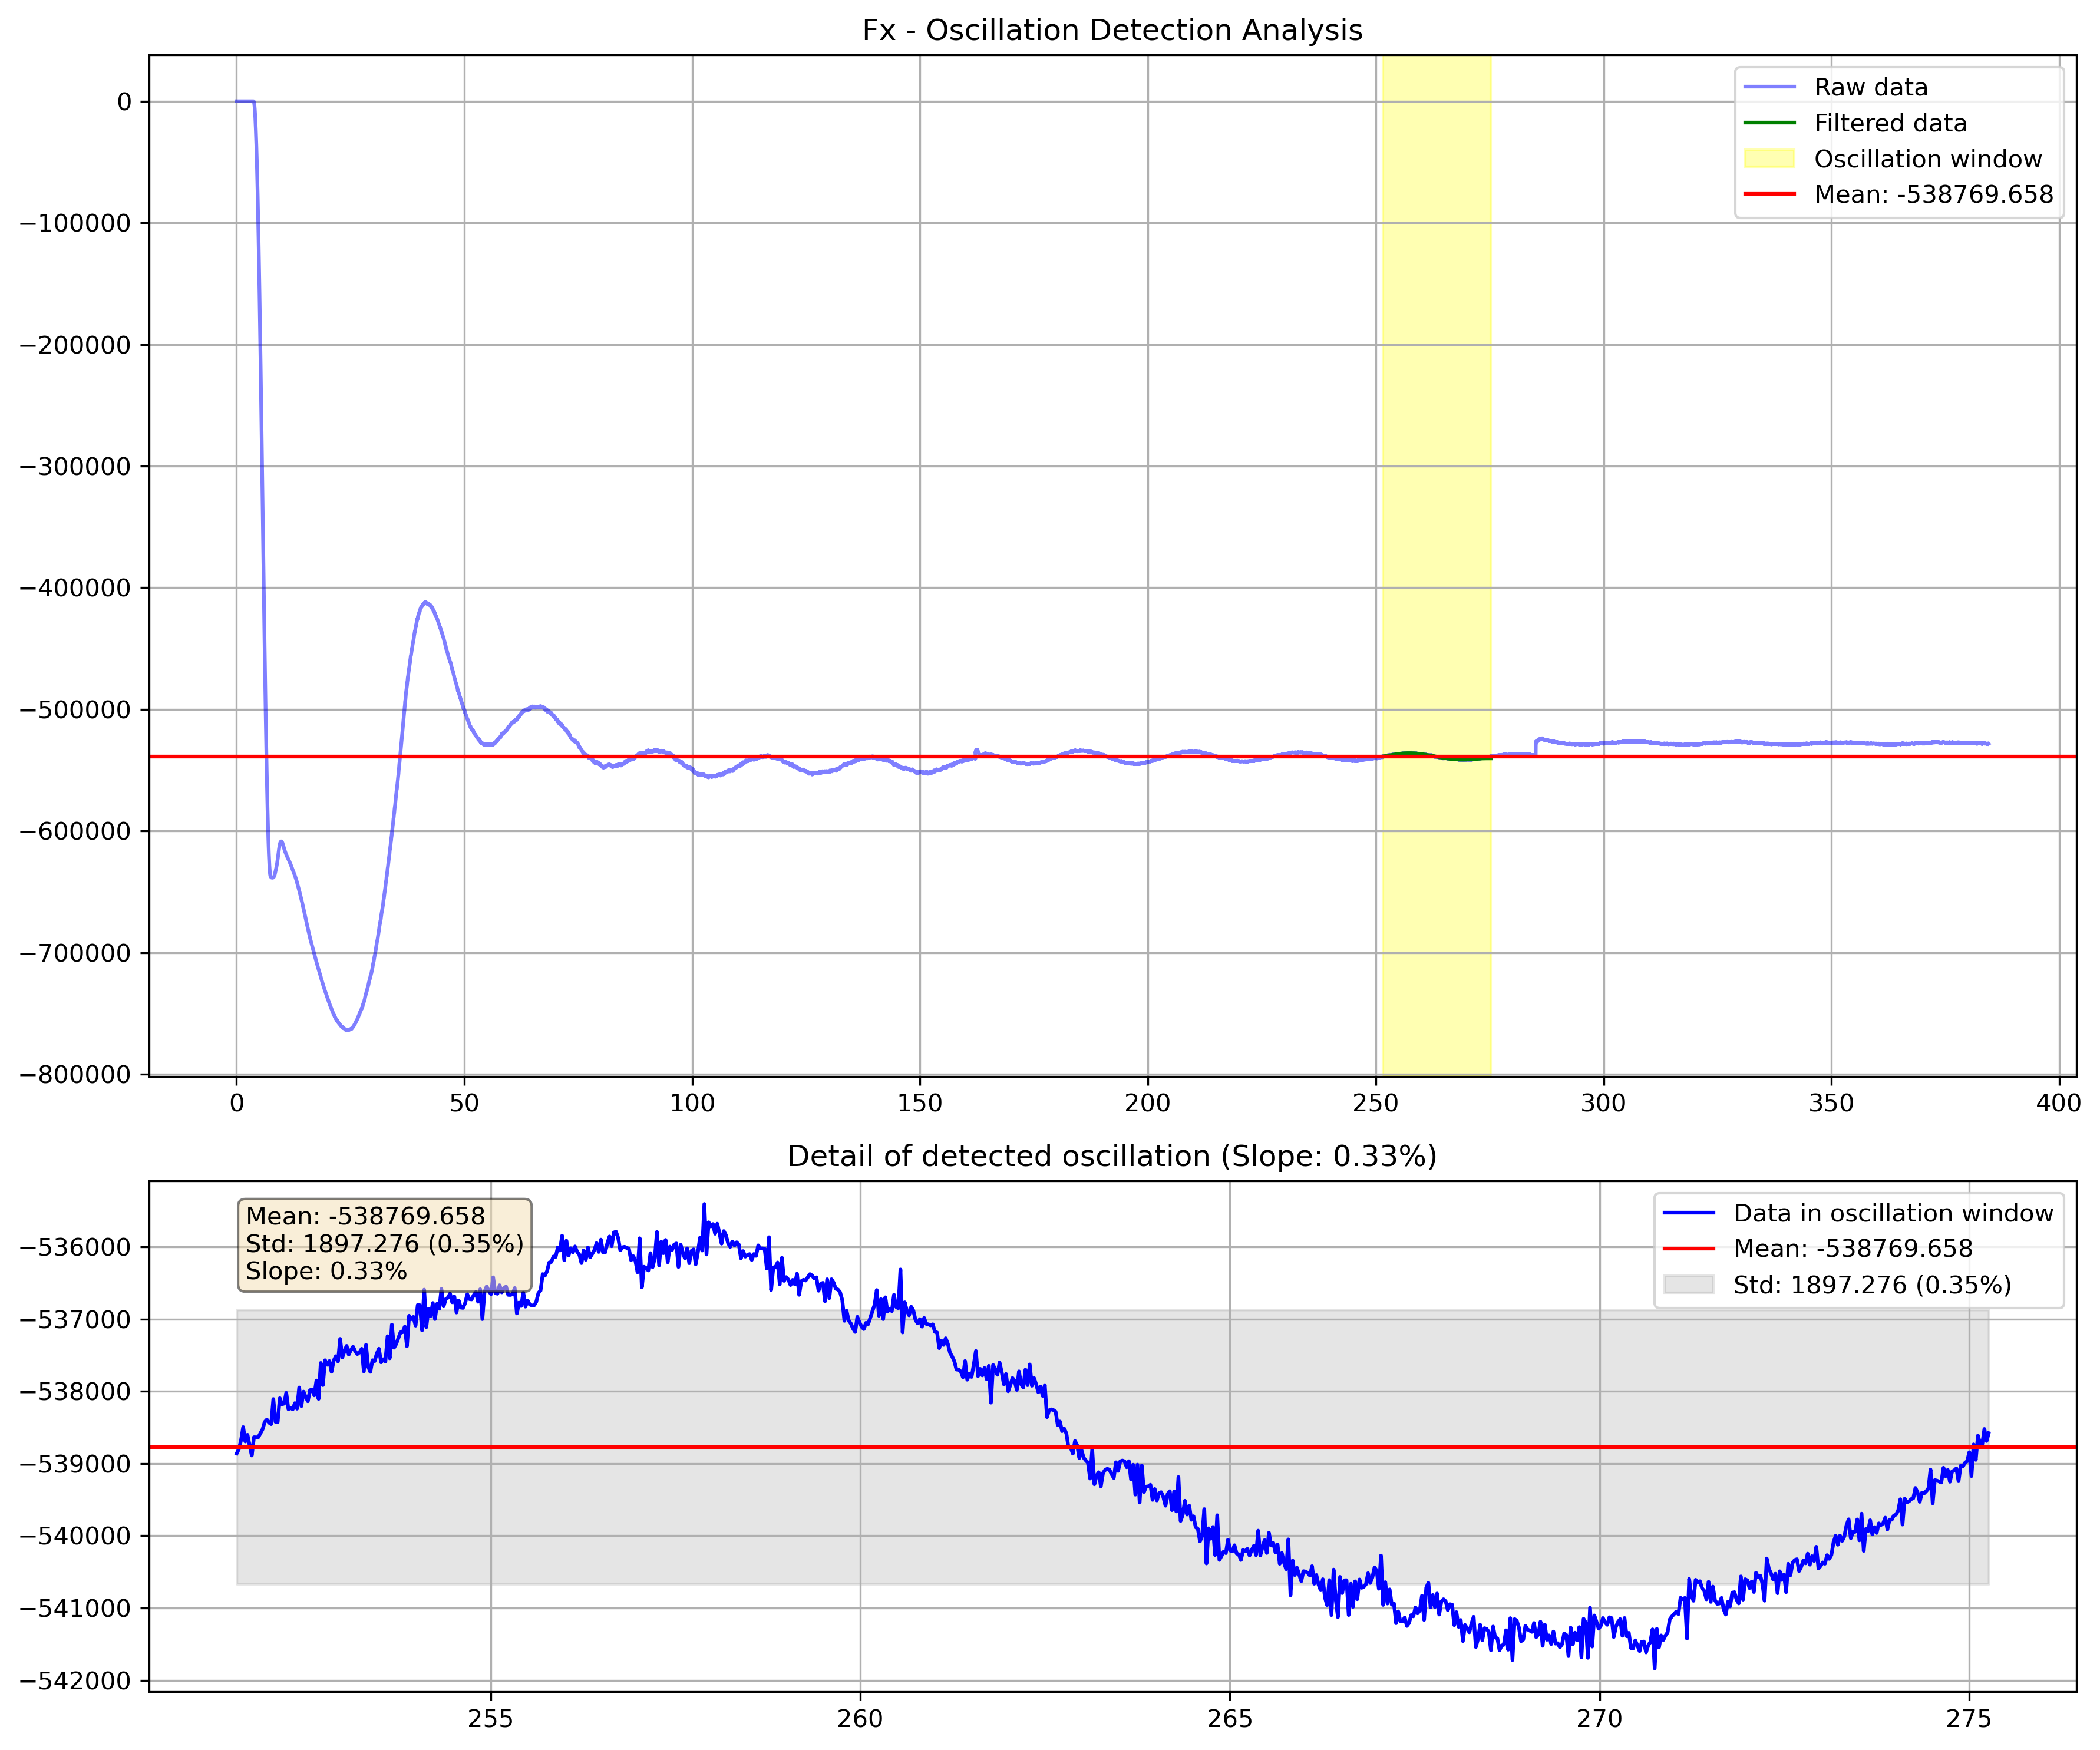 Fx - Oscillation Detection Analysis
Raw data
Filtered data
Oscillation window
Mean: -538769.658
0
−100000
−200000
−300000
−400000
−500000
−600000
−700000
−800000
0 50 100 150 200 250 300 350 400
Detail of detected oscillation (Slope: 0.33%)
Mean: -538769.658
Std: 1897.276 (0.35%)
Slope: 0.33%
Data in oscillation window
Mean: -538769.658
Std: 1897.276 (0.35%)
−536000
−537000
−538000
−539000
−540000
−541000
−542000
255 260 265 270 275